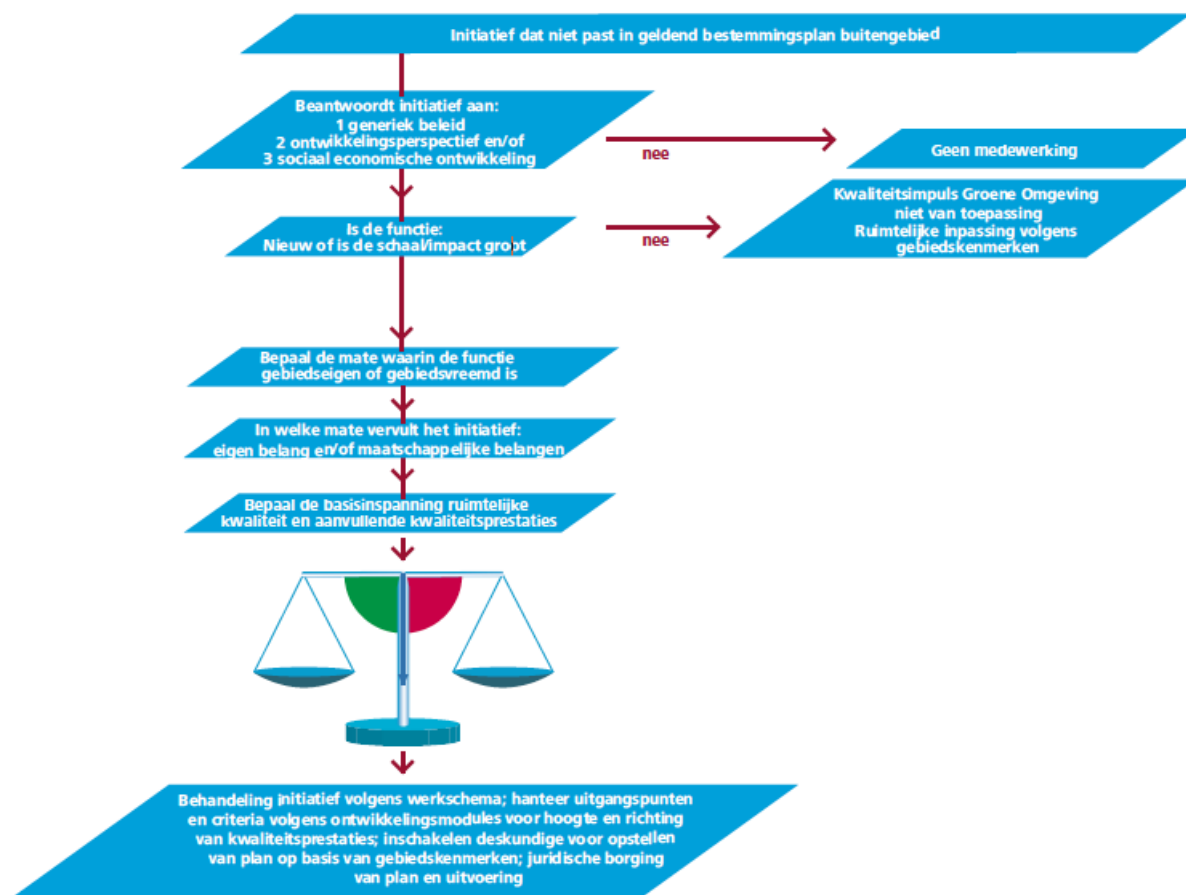 Initiatief dat niet past in geldend bestemmingsplan buitengebied
Beantwoordt initiatief aan:
1 generiek beleid
2 ontwikkelingsperspectief en/of
3 sociaal economische ontwikkeling
nee
Geen medewerking
Is de functie:
Nieuw of is de schaal/impact groot
nee
Kwaliteitsimpuls Groene Omgeving
niet van toepassing
Ruimtelijke inpassing volgens
gebiedskenmerken
Bepaal de mate waarin de functie
gebiedseigen of gebiedsvreemd is
In welke mate vervult het initiatief:
eigen belang en/of maatschappelijke belangen
Bepaal de basisinspanning ruimtelijke
kwaliteit en aanvullende kwaliteitsprestaties
Behandeling initiatief volgens werkschema; hanteer uitgangspunten
en criteria volgens ontwikkelingsmodules voor hoogte en richting
van kwaliteitsprestaties; inschakelen deskundige voor opstellen
van plan op basis van gebiedskenmerken; juridische borging
van plan en uitvoering